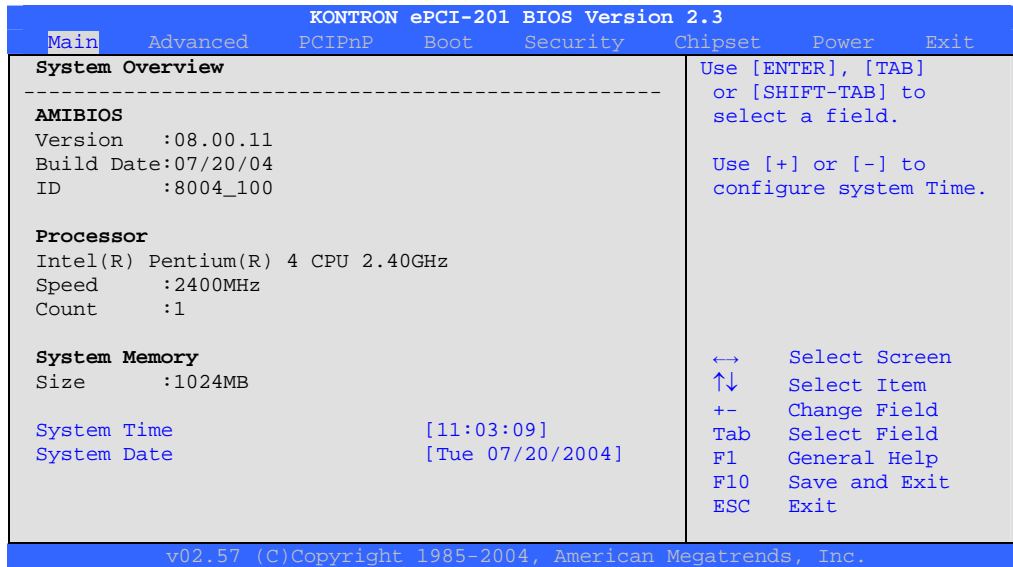 KONTRON ePCI-201 BIOS Version 2.3
Main Advanced PCIPnP Boot Security Chipset Power Exit
System Overview
AMIBIOS
Version :08.00.11
Build Date:07/20/04
ID :8004_100
Processor
Intel(R) Pentium(R) 4 CPU 2.40GHz
Speed :2400MHz
Count :1
System Memory
Size :1024MB
System Time [11:03:09]
System Date [Tue 07/20/2004]
Use [ENTER], [TAB]
or [SHIFT-TAB] to
select a field.
Use [+] or [-] to
configure system Time.
←→ Select Screen
↑↓ Select Item
+- Change Field
Tab Select Field
F1 General Help
F10 Save and Exit
ESC Exit
v02.57 (C)Copyright 1985-2004, American Megatrends, Inc.